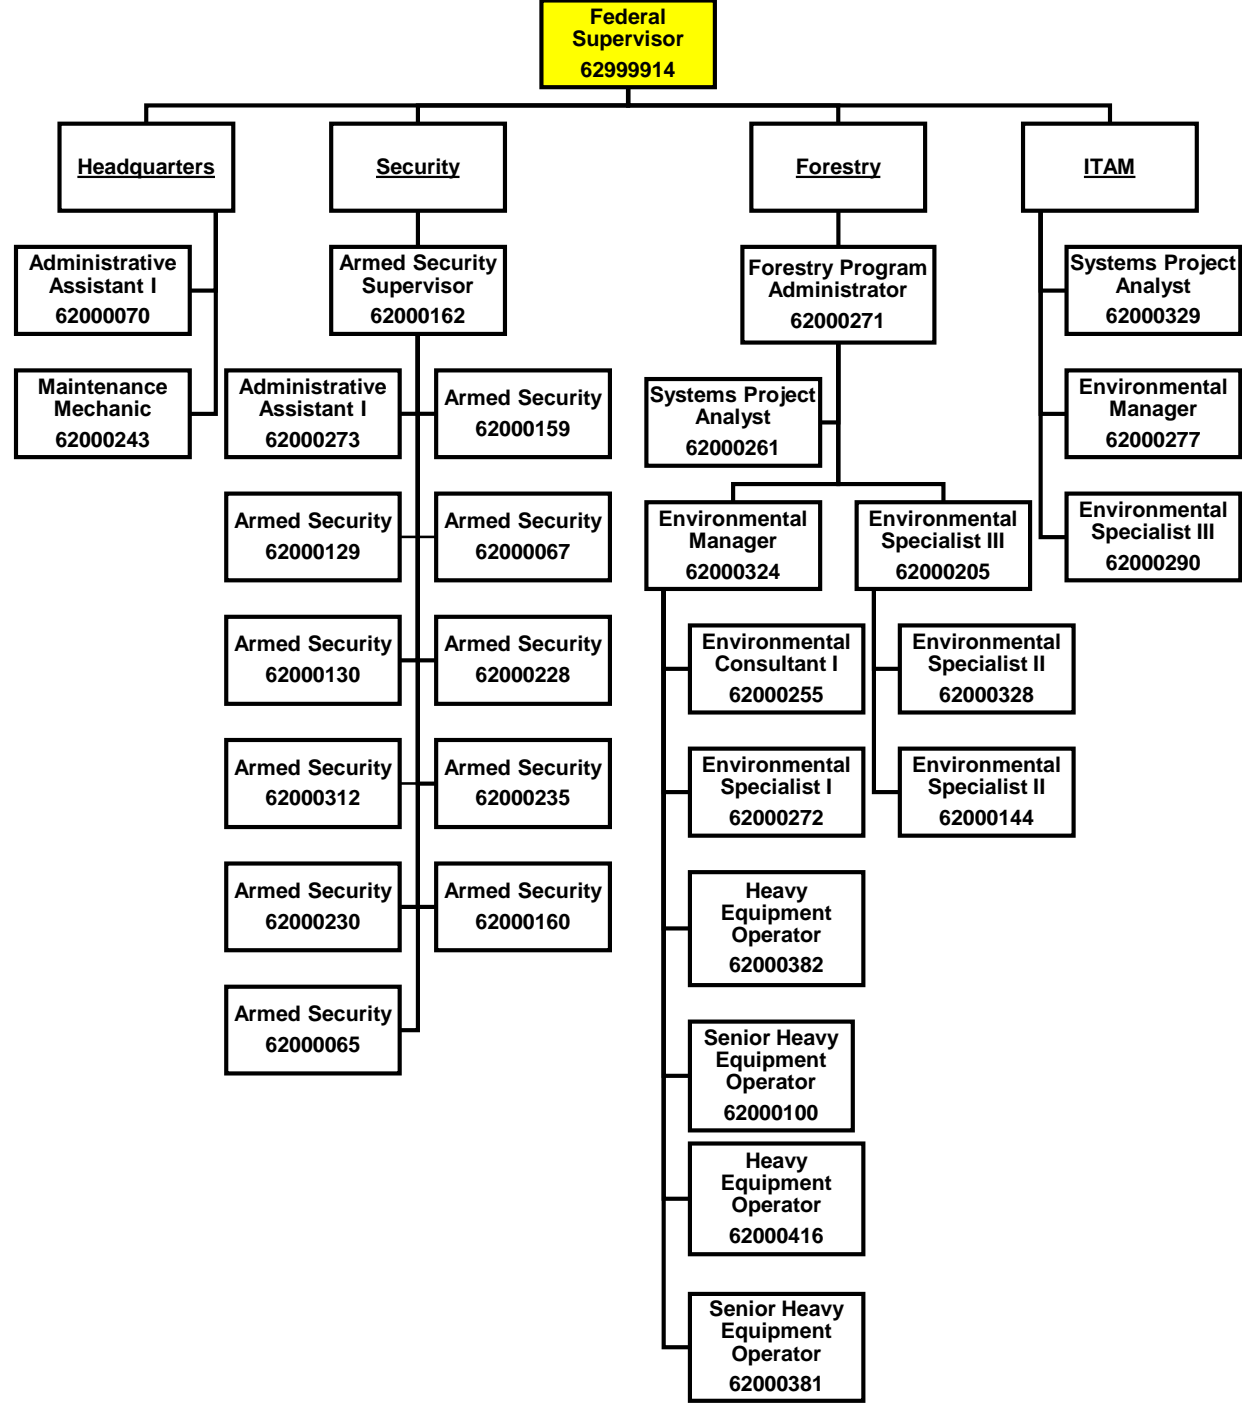 Federal
Supervisor
62999914
Headquarters
Security
Forestry
ITAM
Administrative
Assistant I
62000070
Armed Security
Supervisor
62000162
Forestry Program
Administrator
62000271
Systems Project
Analyst
62000329
Maintenance
Mechanic
62000243
Administrative
Assistant I
62000273
Armed Security
62000159
Systems Project
Analyst
62000261
Environmental
Manager
62000277
Armed Security
62000129
Armed Security
62000067
Environmental
Manager
62000324
Environmental
Specialist III
62000205
Environmental
Specialist III
62000290
Armed Security
62000130
Armed Security
62000228
Environmental
Consultant I
62000255
Environmental
Specialist II
62000328
Armed Security
62000312
Armed Security
62000235
Environmental
Specialist I
62000272
Environmental
Specialist II
62000144
Armed Security
62000230
Armed Security
62000160
Heavy
Equipment
Operator
62000382
Armed Security
62000065
Senior Heavy
Equipment
Operator
62000100
Heavy
Equipment
Operator
62000416
Senior Heavy
Equipment
Operator
62000381